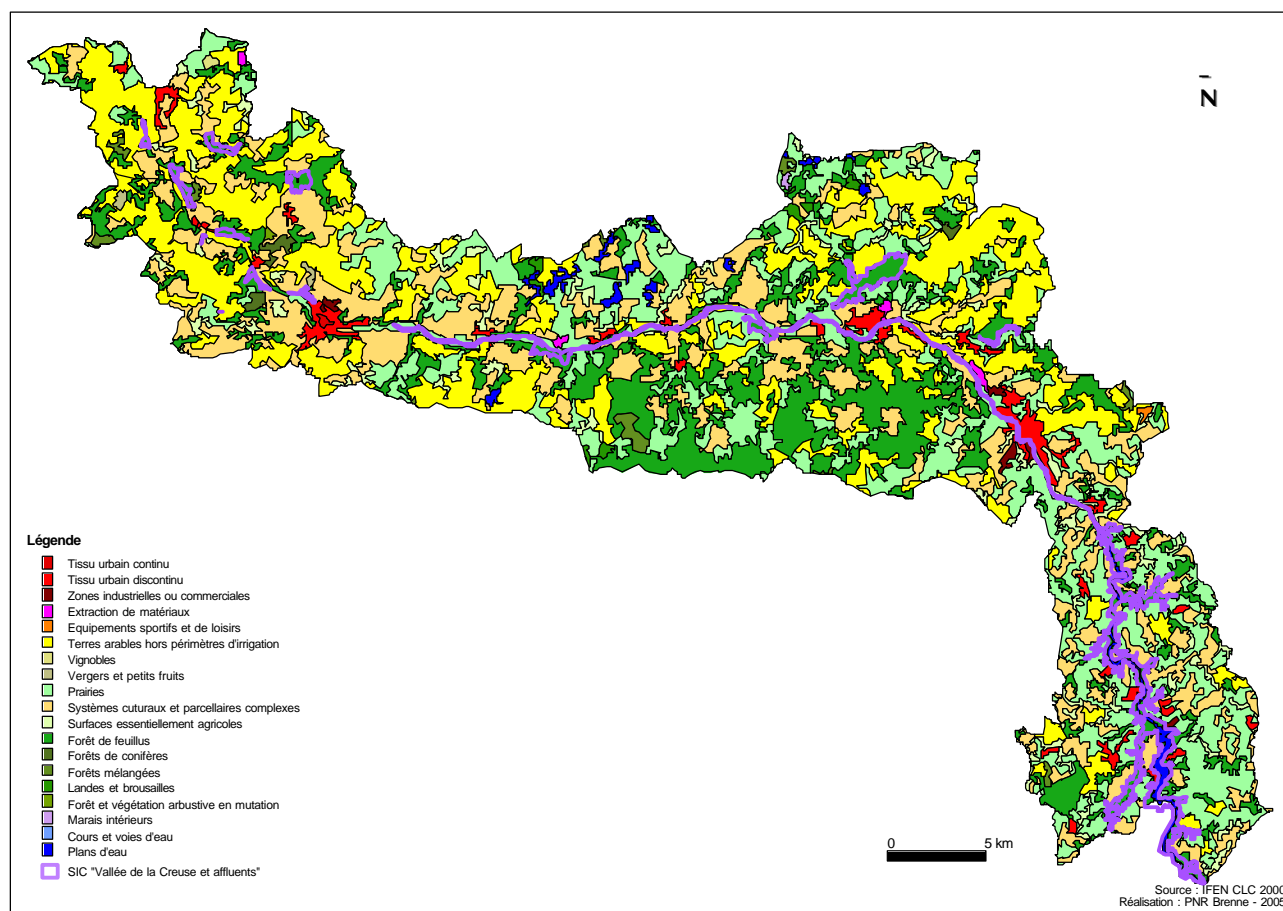 N
Légende
Tissu urbain continu
Tissu urbain discontinu
Zones industrielles ou commerciales
Extraction de matériaux
Equipements sportifs et de loisirs
Terres arables hors périmètres d'irrigation
Vignobles
Vergers et petits fruits
Prairies
Systèmes cuturaux et parcellaires complexes
Surfaces essentiellement agricoles
Forêt de feuillus
Forêts de conifères
Forêts mélangées
Landes et brousailles
Forêt et végétation arbustive en mutation
Marais intérieurs
Cours et voies d'eau
Plans d'eau
SIC "Vallée de la Creuse et affluents"
0 5 km
Source : IFEN CLC 2000
Réalisation : PNR Brenne - 2005